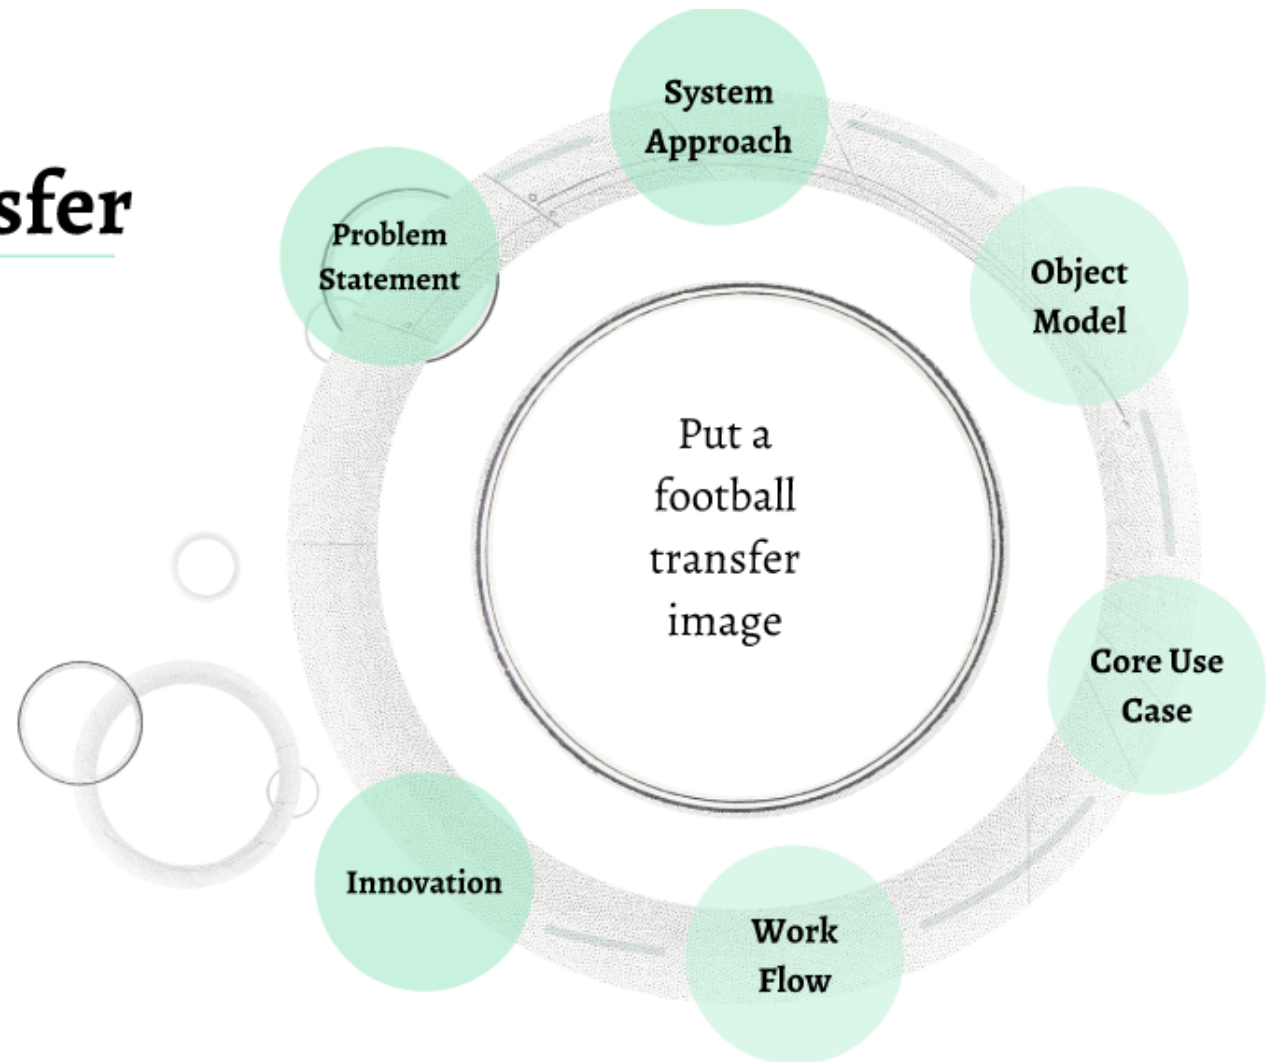 sfer
System
Approach
Problem
Statement
Object
Model
Put a
football
transfer
image
Core Use
Case
Innovation
Work
Flow